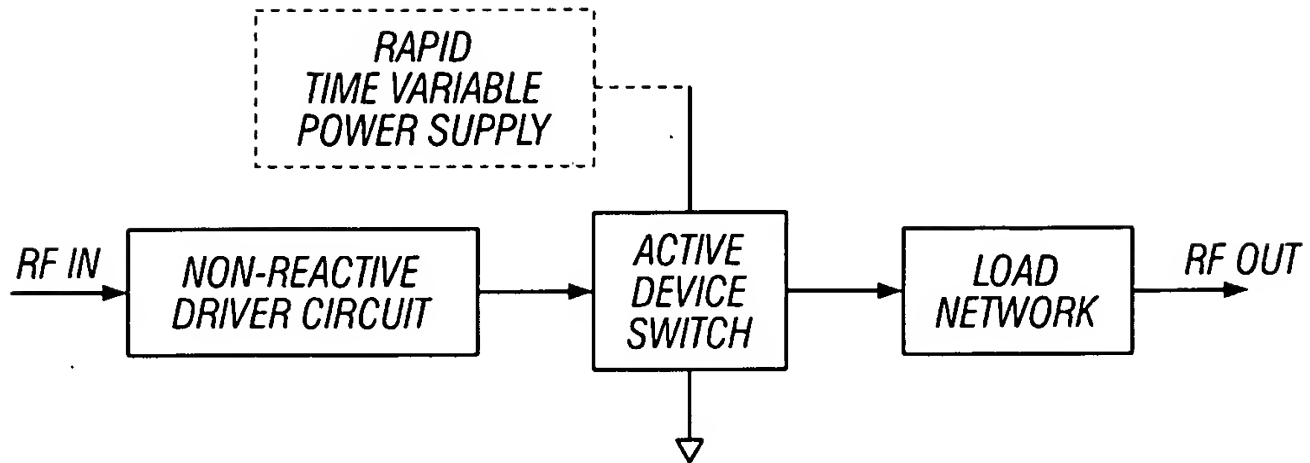 RAPID
TIME VARIABLE
POWER SUPPLY
RF IN
NON-REACTIVE
DRIVER CIRCUIT
ACTIVE
DEVICE
SWITCH
LOAD
NETWORK
RF OUT